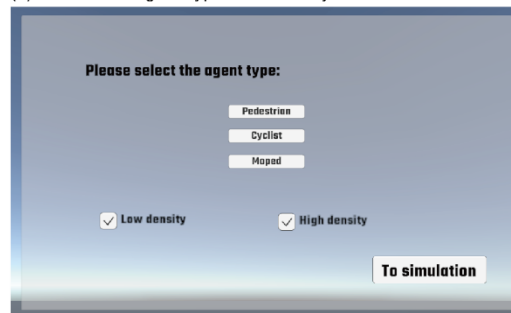 Please select the agent type:
Pedestrian
Cyclist
Moped
Low density
High density
To simulation